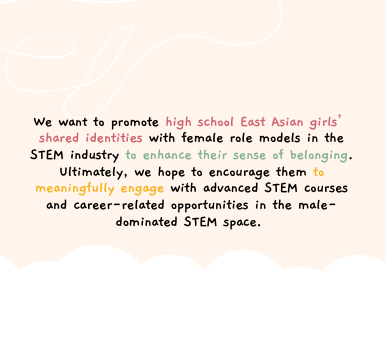 We want to promote high school East Asian girls'
shared identities with female role models in the
STEM industry to enhance their sense of belonging.
Ultimately, we hope to encourage them to
meaningfully engage with advanced STEM courses
and career-related opportunities in the male-
dominated STEM space.